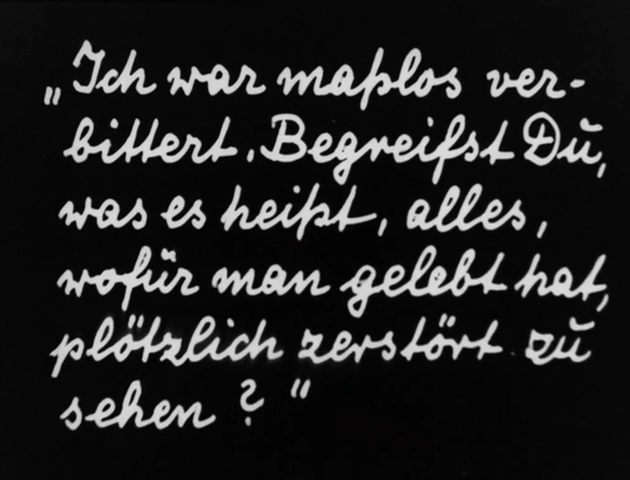 „Ich war maßlos ver-
bittert. Begreifst Du,
was es heißt, alles,
wofür man gelebt hat,
plötzlich zerstört zu
sehen? "